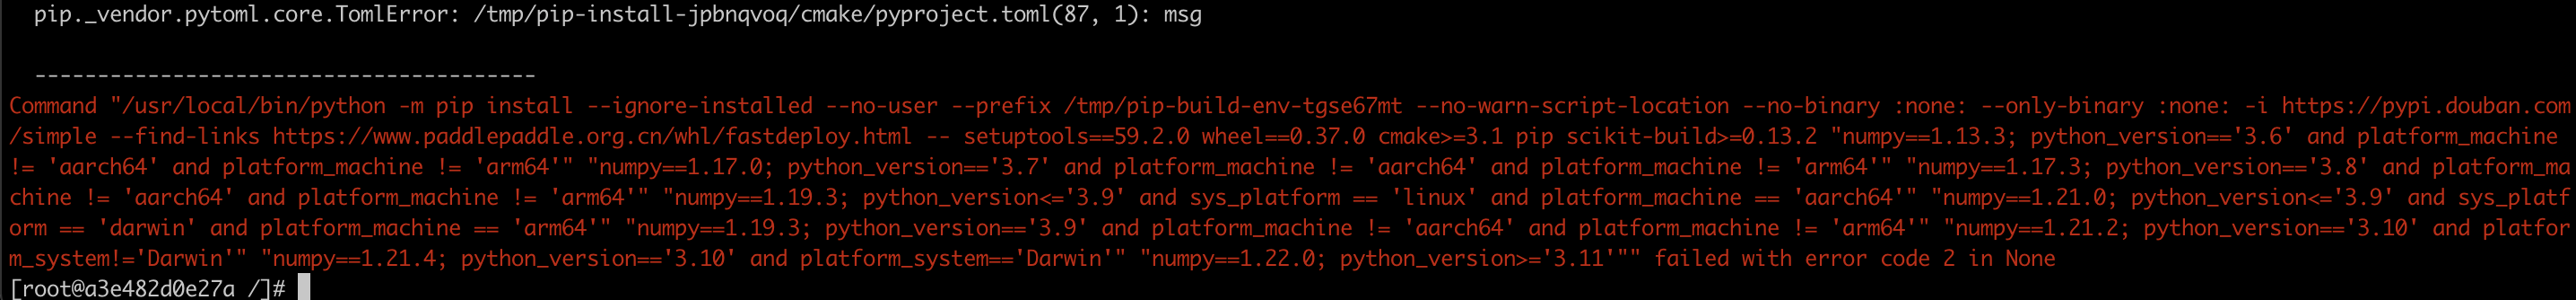 pip._vendor.pytoml.core.TomlError: /tmp/pip-install-jpbnqvoq/cmake/pyproject.toml(87, 1): msg
----------------------------------------
Command "/usr/local/bin/python -m pip install --ignore-installed --no-user --prefix /tmp/pip-build-env-tgse67mt --no-warn-script-location --no-binary :none: --only-binary :none: -i https://pypi.douban.com
/simple --find-links https://www.paddlepaddle.org.cn/whl/fastdeploy.html -- setuptools==59.2.0 wheel==0.37.0 cmake>=3.1 pip scikit-build>=0.13.2 "numpy==1.13.3; python_version=='3.6' and platform_machine
!= 'aarch64' and platform_machine != 'arm64'" "numpy==1.17.0; python_version=='3.7' and platform_machine != 'aarch64' and platform_machine != 'arm64'" "numpy==1.17.3; python_version=='3.8' and platform_ma
chine != 'aarch64' and platform_machine != 'arm64'" "numpy==1.19.3; python_version<='3.9' and sys_platform == 'linux' and platform_machine == 'aarch64'" "numpy==1.21.0; python_version<='3.9' and sys_platf
orm == 'darwin' and platform_machine == 'arm64'" "numpy==1.19.3; python_version=='3.9' and platform_machine != 'aarch64' and platform_machine != 'arm64'" "numpy==1.21.2; python_version=='3.10' and platfor
m_system!='Darwin'" "numpy==1.21.4; python_version=='3.10' and platform_system=='Darwin'" "numpy==1.22.0; python_version>='3.11'"" failed with error code 2 in None
[root@a3e482d0e27a /]#